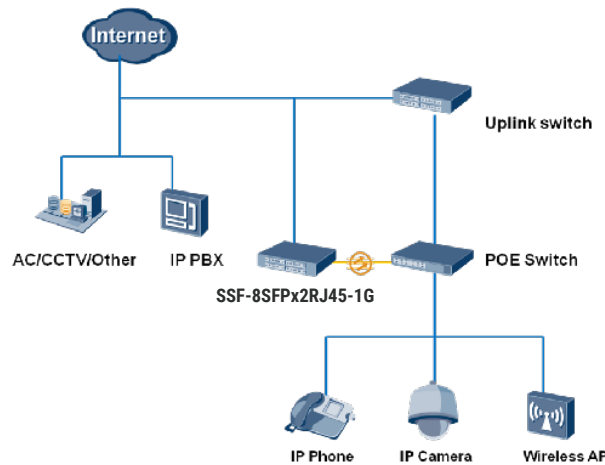 Internet
Uplink switch
AC/CCTV/Other
IP PBX
POE Switch
SSF-8SFPx2RJ45-1G
IP Phone
IP Camera
Wireless AP